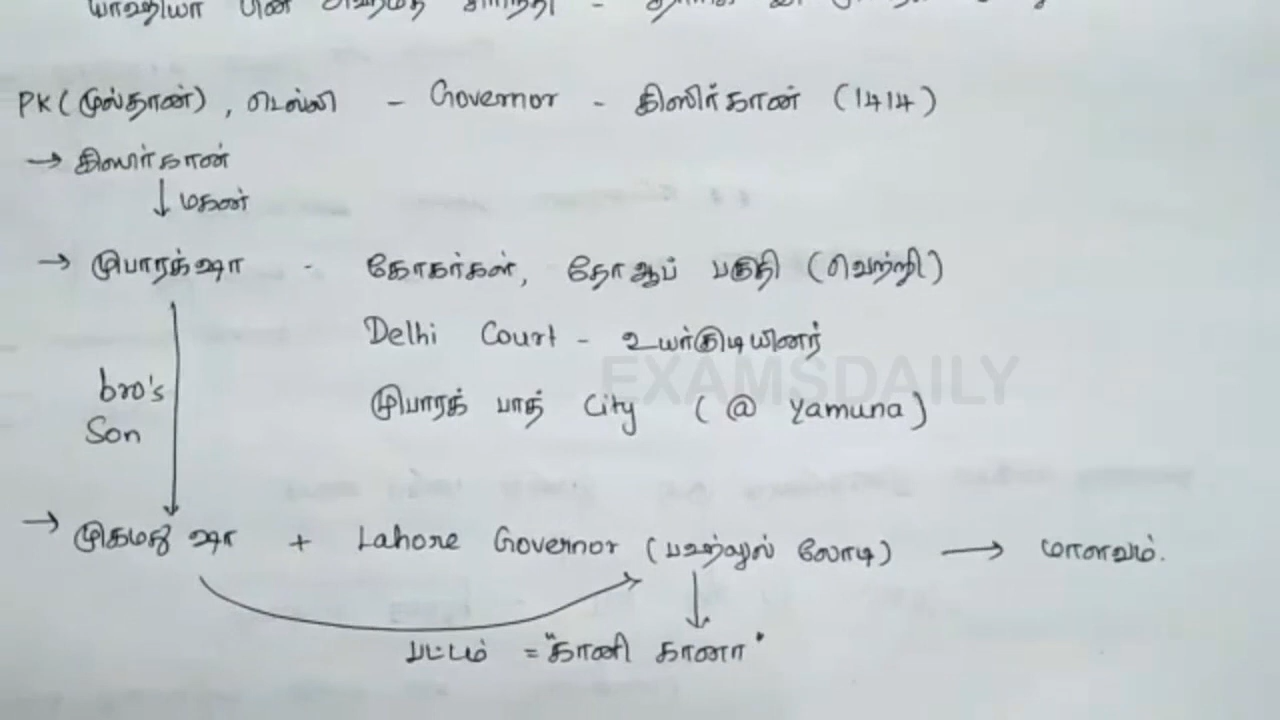 யாஹியா பின் அஹமத் சிர்ஹிந்தி -
PK (முல்தான்), டெல்லி - Governor - கிஸிர்கான் (1414)
→ கிஸிர்கான்
↓ மகன்
→ முபாரக்ஷா - கோகர்கள், தோஆப் பகுதி (வெற்றி)
Delhi Court - உயர்குடியினர்
EXAMSDAILY
bro's
Son
முபாரக் பாத் City (@ Yamuna)
→ முகமது ஷா + Lahore Governor (பஹ்லுல் லோடி) → மாளவம்.
பட்டம் = "கானி கானா"